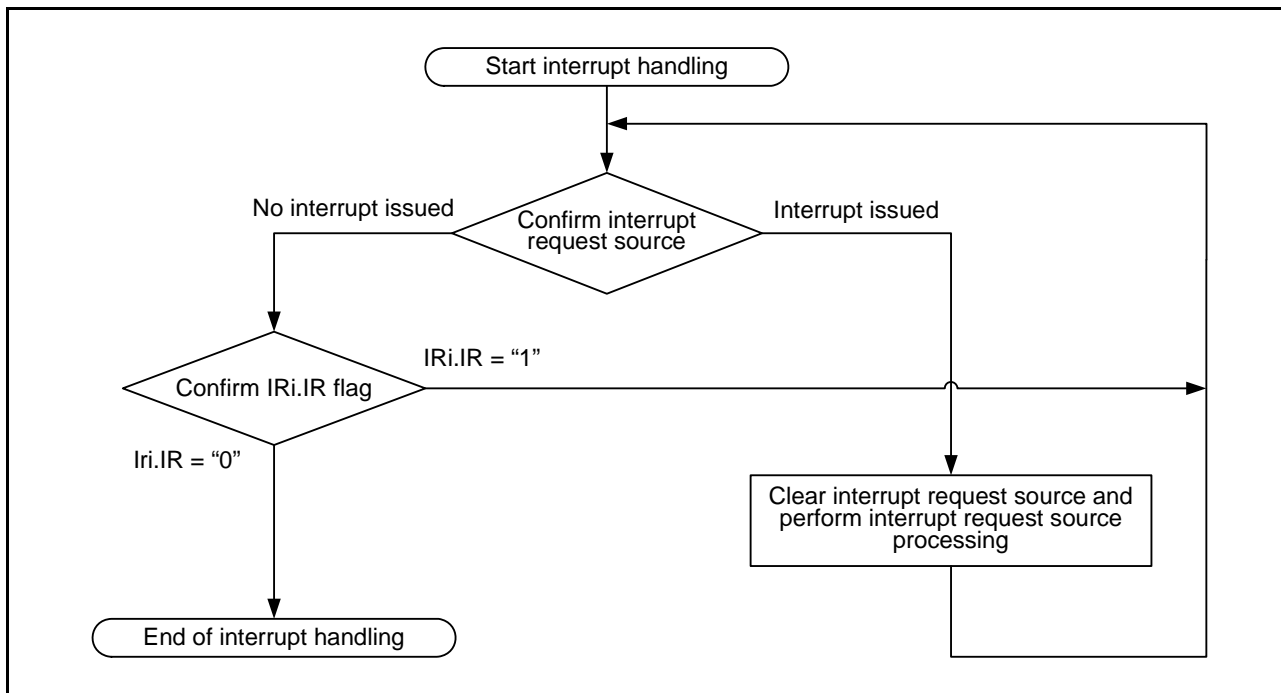 Start interrupt handling
No interrupt issued
Interrupt issued
Confirm interrupt
request source
IRi.IR = “1”
Confirm IRi.IR flag
Iri.IR = “0”
Clear interrupt request source and
perform interrupt request source
processing
End of interrupt handling